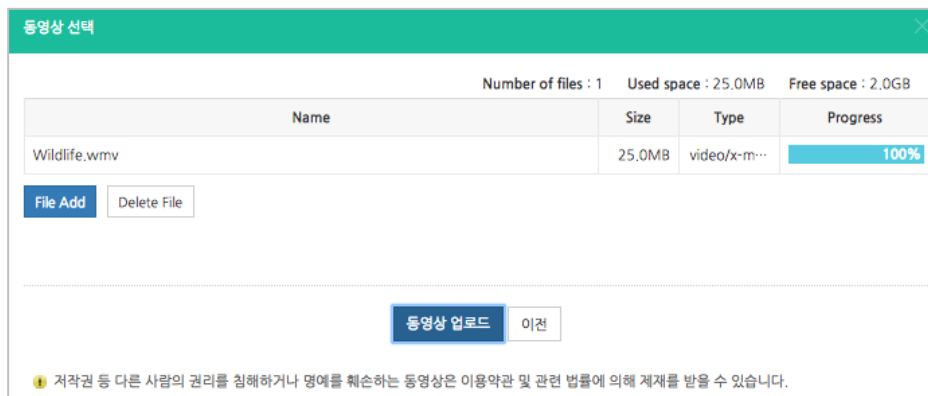 동영상 선택
Number of files : 1 Used space : 25.0MB Free space : 2.0GB
Name Size Type Progress
Wildlife.wmv 25.0MB video/x-m··· 100%
File Add Delete File
동영상 업로드 이전
저작권 등 다른 사람의 권리를 침해하거나 명예를 훼손하는 동영상은 이용약관 및 관련 법률에 의해 제재를 받을 수 있습니다.